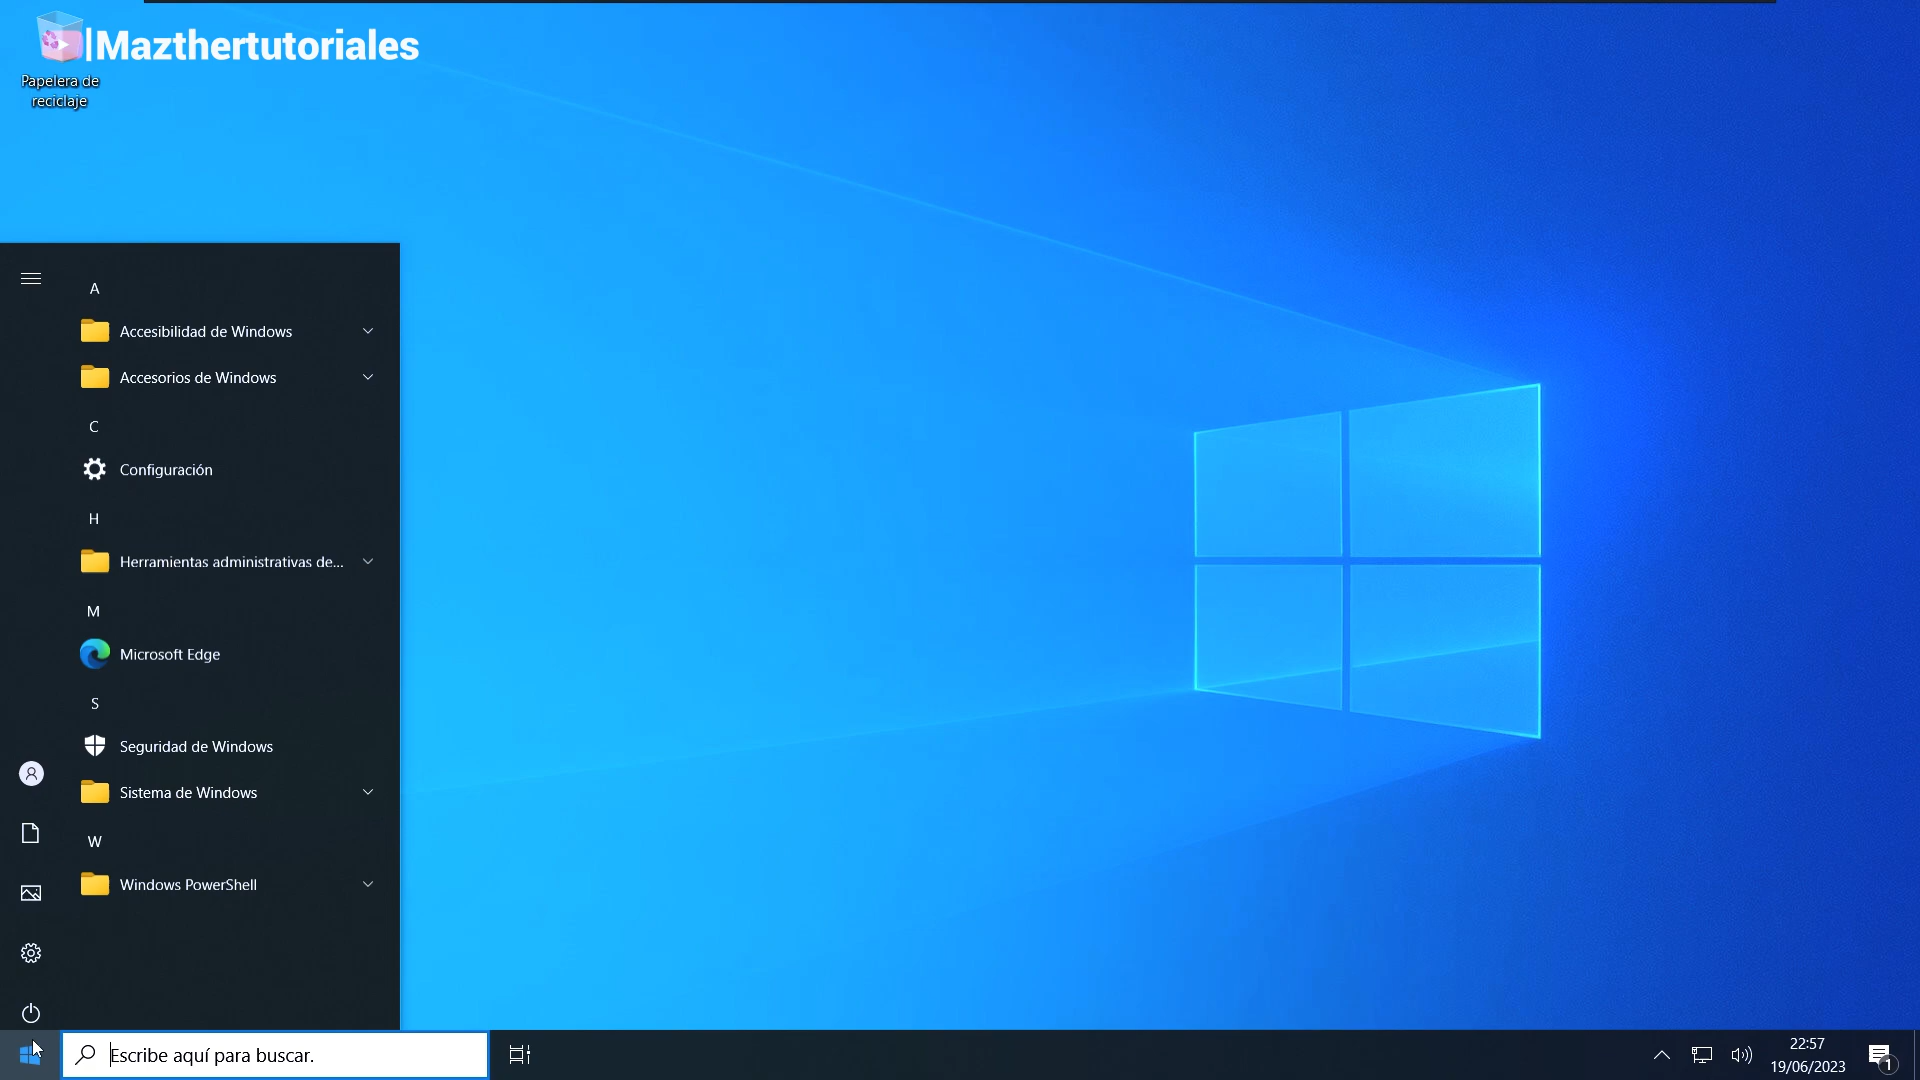 |Mazthertutoriales
Papelera de
reciclaje
A
Accesibilidad de Windows
Accesorios de Windows
C
Configuración
H
Herramientas administrativas de...
M
Microsoft Edge
S
Seguridad de Windows
Sistema de Windows
W
Windows PowerShell
Escribe aquí para buscar.
22:57
19/06/2023
1